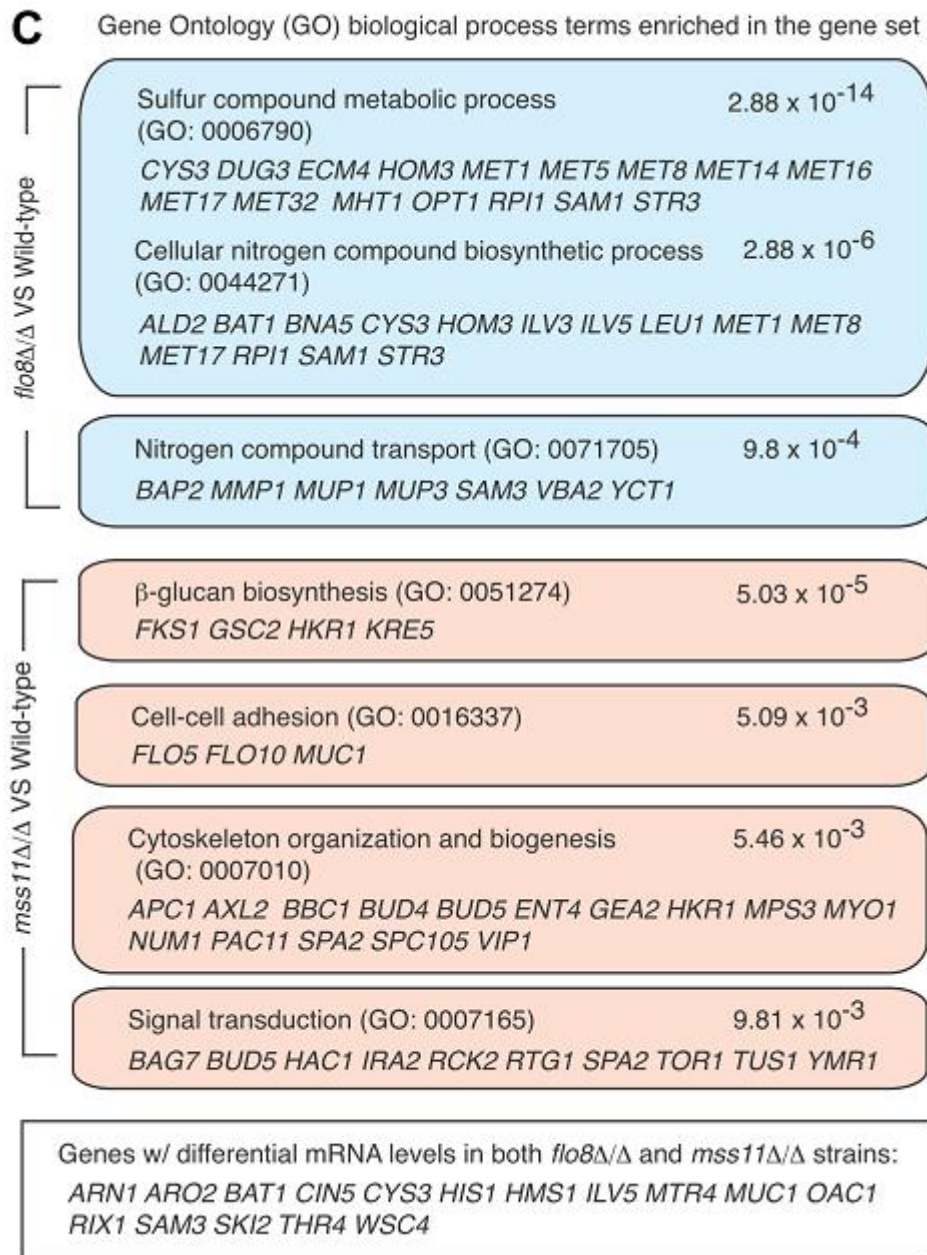 C Gene Ontology (GO) biological process terms enriched in the gene set
flo8Δ/Δ VS Wild-type
Sulfur compound metabolic process 2.88 x 10-14
(GO: 0006790)
CYS3 DUG3 ECM4 HOM3 MET1 MET5 MET8 MET14 MET16
MET17 MET32 MHT1 OPT1 RPI1 SAM1 STR3
Cellular nitrogen compound biosynthetic process 2.88 x 10-6
(GO: 0044271)
ALD2 BAT1 BNA5 CYS3 HOM3 ILV3 ILV5 LEU1 MET1 MET8
MET17 RPI1 SAM1 STR3
Nitrogen compound transport (GO: 0071705) 9.8 x 10-4
BAP2 MMP1 MUP1 MUP3 SAM3 VBA2 YCT1
mss11Δ/Δ VS Wild-type
β-glucan biosynthesis (GO: 0051274) 5.03 x 10-5
FKS1 GSC2 HKR1 KRE5
Cell-cell adhesion (GO: 0016337) 5.09 x 10-3
FLO5 FLO10 MUC1
Cytoskeleton organization and biogenesis 5.46 x 10-3
(GO: 0007010)
APC1 AXL2 BBC1 BUD4 BUD5 ENT4 GEA2 HKR1 MPS3 MYO1
NUM1 PAC11 SPA2 SPC105 VIP1
Signal transduction (GO: 0007165) 9.81 x 10-3
BAG7 BUD5 HAC1 IRA2 RCK2 RTG1 SPA2 TOR1 TUS1 YMR1
Genes w/ differential mRNA levels in both flo8Δ/Δ and mss11Δ/Δ strains:
ARN1 ARO2 BAT1 CIN5 CYS3 HIS1 HMS1 ILV5 MTR4 MUC1 OAC1
RIX1 SAM3 SKI2 THR4 WSC4